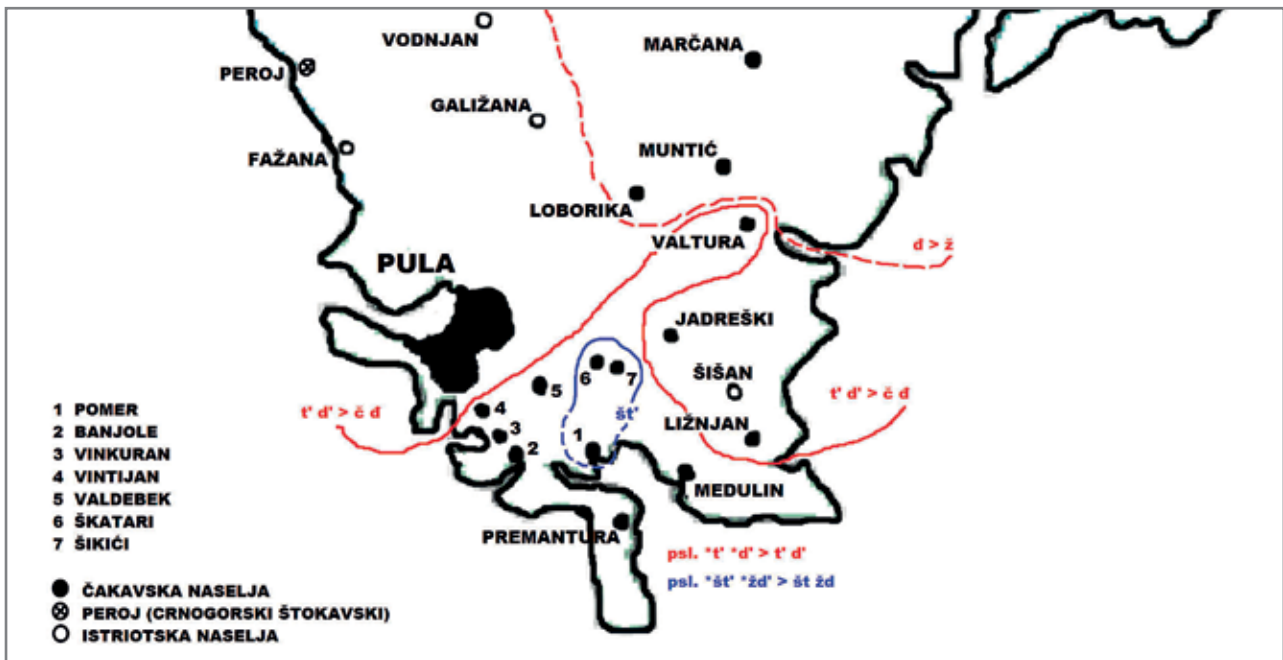 VODNJAN
MARČANA
PEROJ
GALIŽANA
MUNTIĆ
FAŽANA
LOBORIKA
VALTURA
đ > ž
PULA
JADREŠKI
6
7
ŠIŠAN
5
t' d' > č đ
4
št'
t' d' > č đ
LIŽNJAN
3
1
2
MEDULIN
PREMANTURA
psl. *t' *d' > t' d'
psl. *št' *žd' > št žd
1 POMER
2 BANJOLE
3 VINKURAN
4 VINTIJAN
5 VALDEBEK
6 ŠKATARI
7 ŠIKIĆI
ČAKAVSKA NASELJA
PEROJ (CRNOGORSKI ŠTOKAVSKI)
ISTRIOTSKA NASELJA